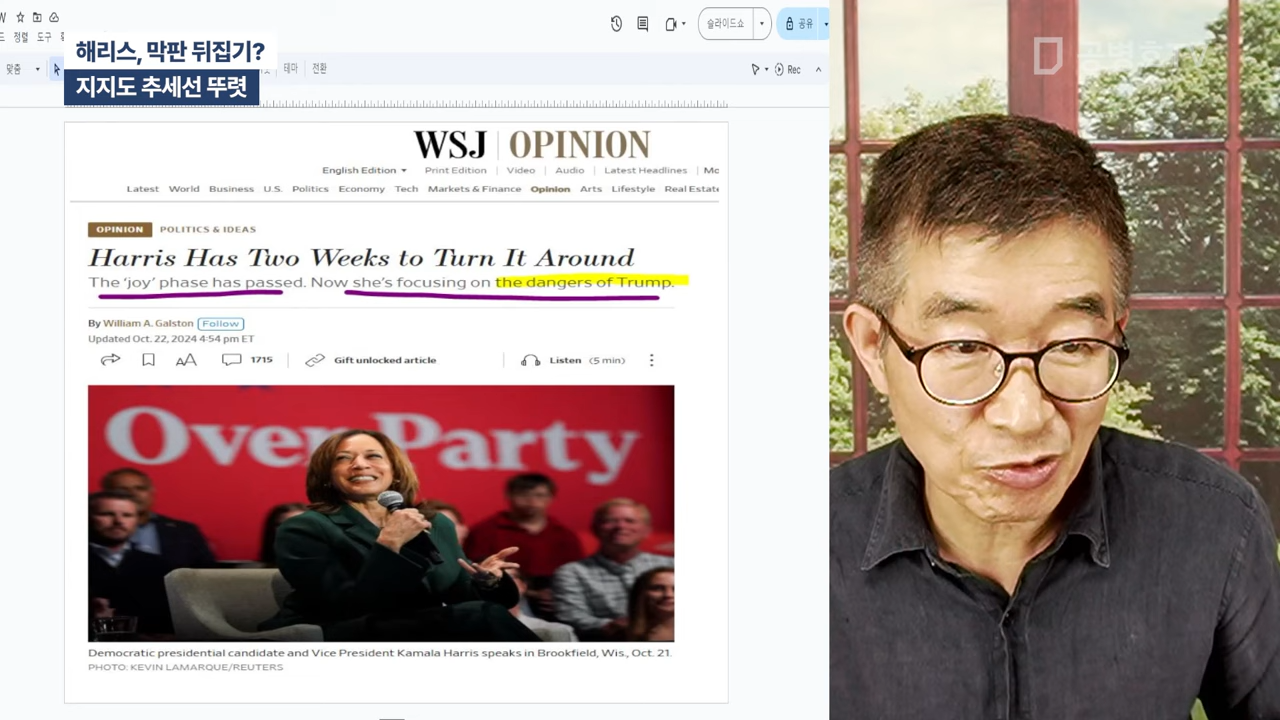 해리스, 막판 뒤집기?
지지도 추세선 뚜렷
정렬 도구
맞춤
테마
전환
슬라이드쇼
공유
Rec
공병호TV
WSJ OPINION
English Edition Print Edition Video Audio Latest Headlines Mo
Latest World Business U.S. Politics Economy Tech Markets & Finance Opinion Arts Lifestyle Real Estate
OPINION POLITICS & IDEAS
Harris Has Two Weeks to Turn It Around
The ‘joy’ phase has passed. Now she’s focusing on the dangers of Trump.
By William A. Galston Follow
Updated Oct. 22, 2024 4:54 pm ET
1715 Gift unlocked article Listen (5 min)
Over Party
Democratic presidential candidate and Vice President Kamala Harris speaks in Brookfield, Wis., Oct. 21.
PHOTO: KEVIN LAMARQUE/REUTERS